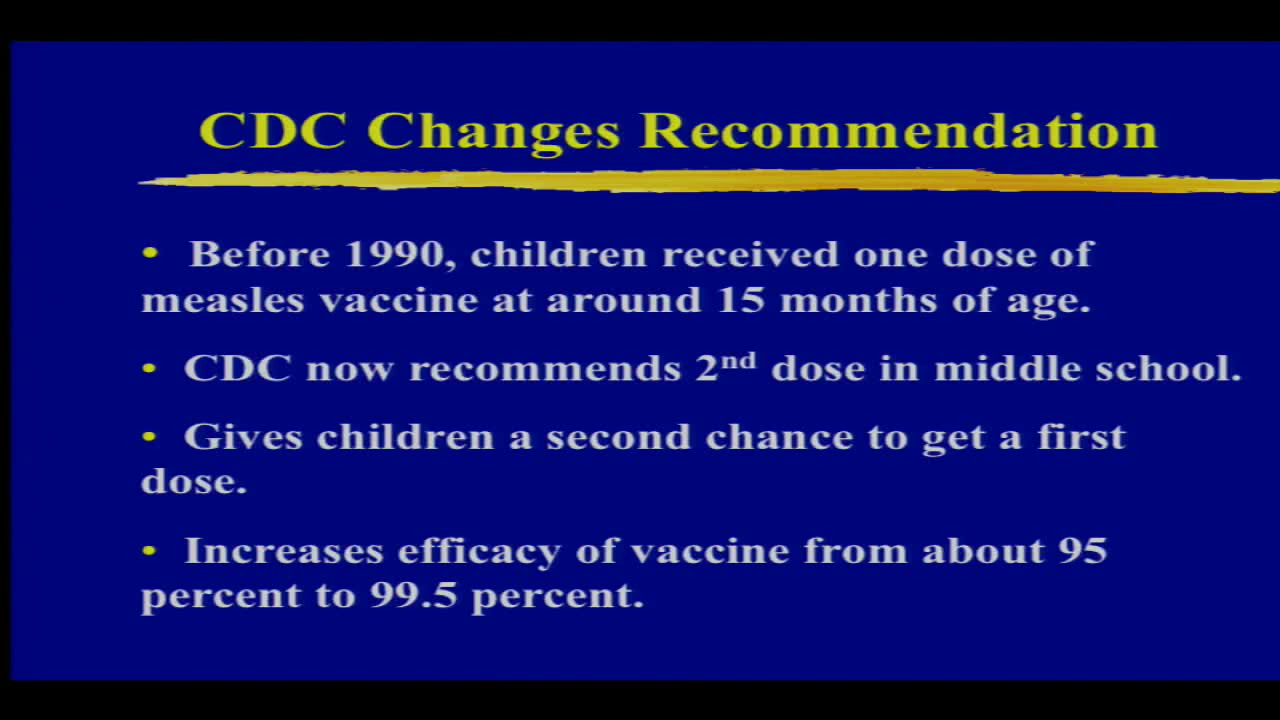 CDC Changes Recommendation
• Before 1990, children received one dose of
measles vaccine at around 15 months of age.
• CDC now recommends 2nd dose in middle school.
• Gives children a second chance to get a first
dose.
• Increases efficacy of vaccine from about 95
percent to 99.5 percent.